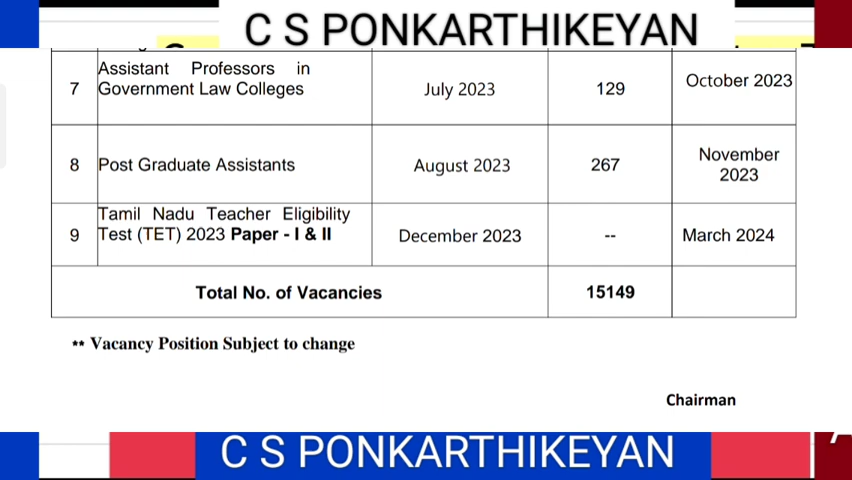 C S PONKARTHIKEYAN
7 Assistant Professors in Government Law Colleges July 2023 129 October 2023
8 Post Graduate Assistants August 2023 267 November 2023
9 Tamil Nadu Teacher Eligibility Test (TET) 2023 Paper - I & II December 2023 -- March 2024
Total No. of Vacancies 15149
** Vacancy Position Subject to change
Chairman
C S PONKARTHIKEYAN